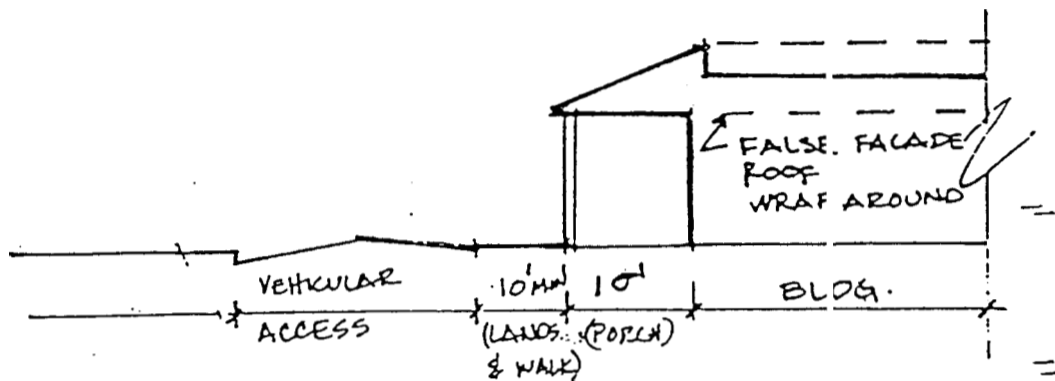 FALSE. FACADE
ROOF
WRAP AROUND
VEHICULAR
ACCESS
10' MIN
(LANDS.
& WALK)
10'
(PORCH)
BLDG.